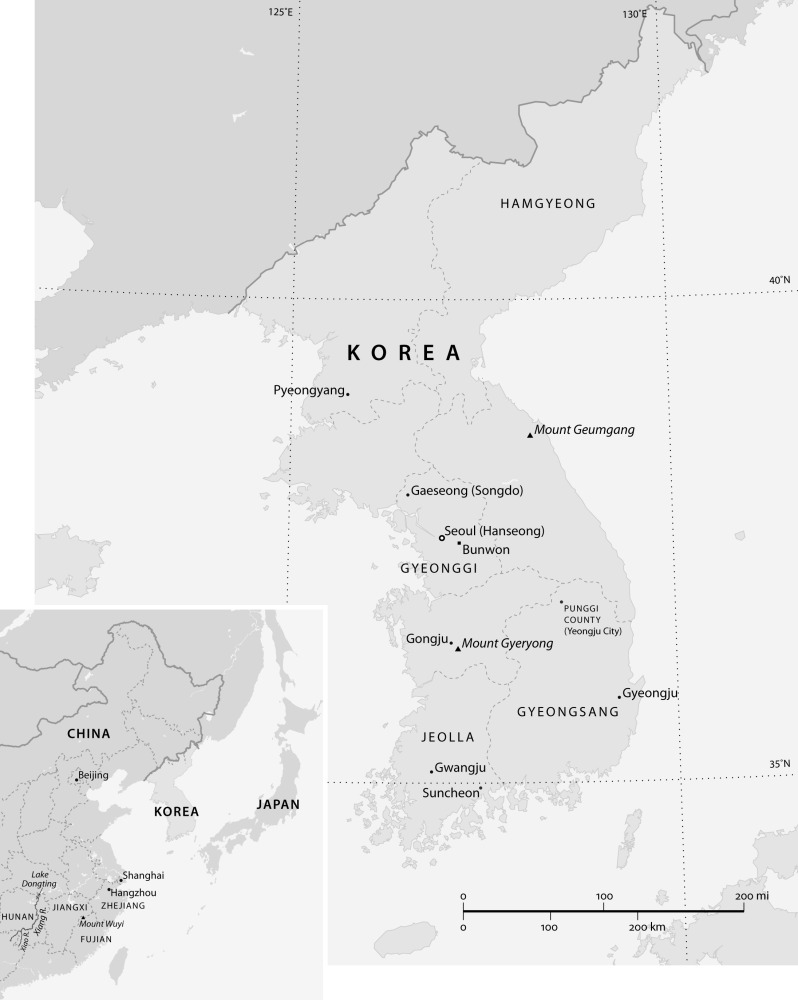 125°E
130°E
HAMGYEONG
40°N
KOREA
Pyeongyang
Mount Geumgang
Gaeseong (Songdo)
Seoul (Hanseong)
Bunwon
GYEONGGI
PUNGGI
COUNTY
(Yeongju City)
Gongju
Mount Gyeryong
Gyeongju
GYEONGSANG
JEOLLA
35°N
Gwangju
Suncheon
0 100 200 mi
0 100 200 km
CHINA
Beijing
KOREA
JAPAN
Lake
Dongting
Shanghai
Hangzhou
ZHEJIANG
JIANGXI
HUNAN
Xiang R.
Xiao R.
Mount Wuyi
FUJIAN